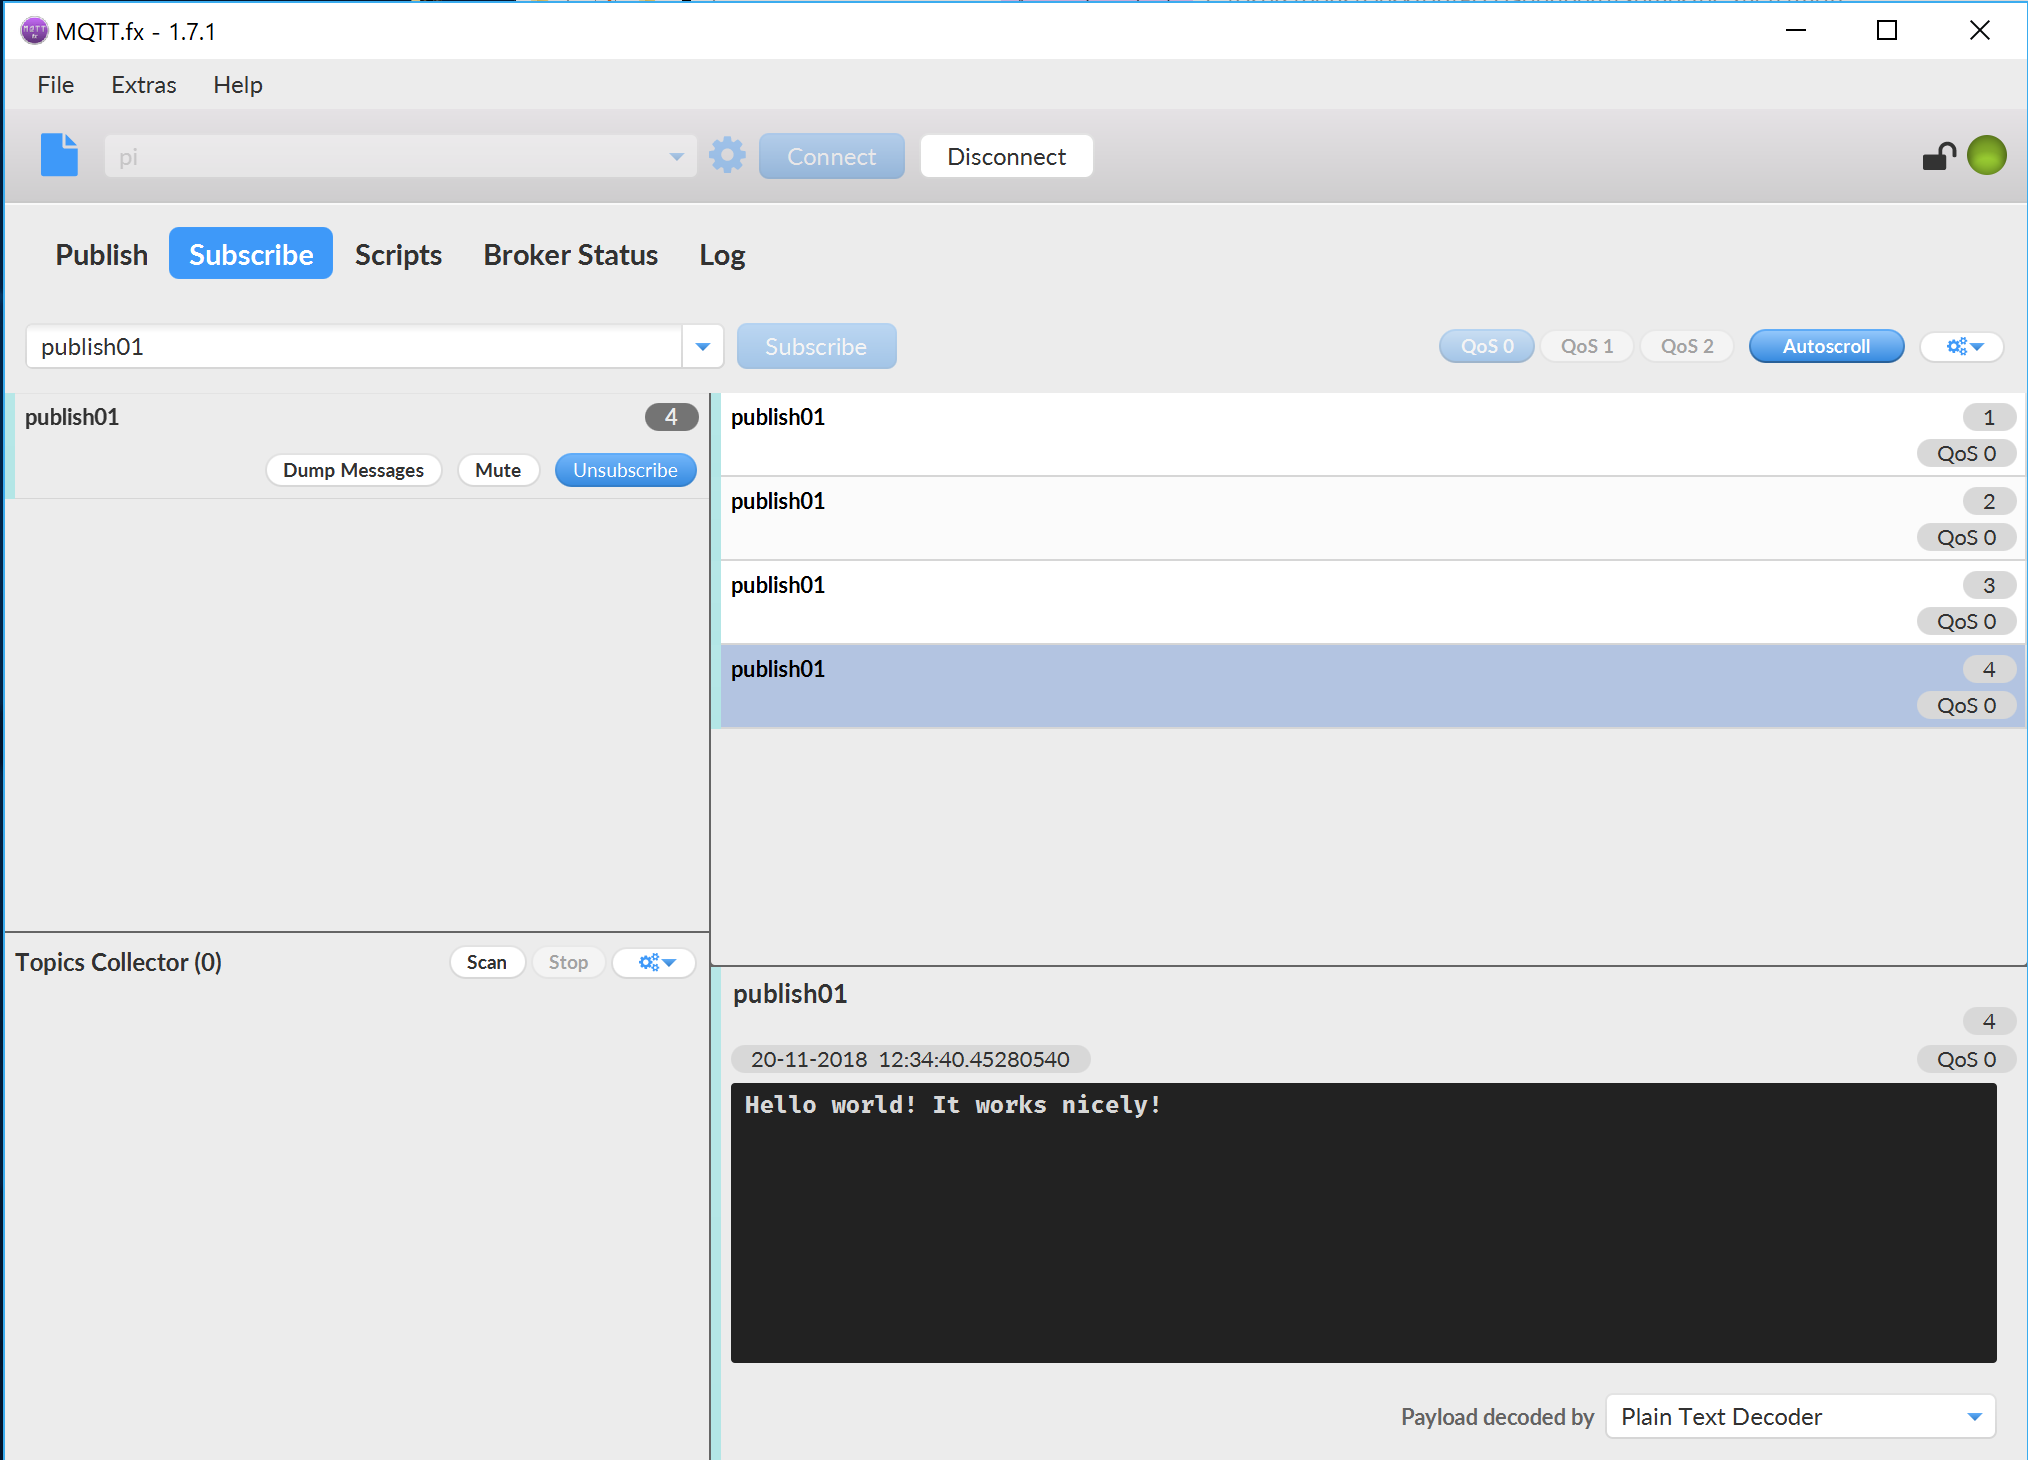 MQTT.fx - 1.7.1
File Extras Help
pi Connect Disconnect
Publish Subscribe Scripts Broker Status Log
publish01 Subscribe QoS 0 QoS 1 QoS 2 Autoscroll
publish01 4
Dump Messages Mute Unsubscribe
publish01 1
QoS 0
publish01 2
QoS 0
publish01 3
QoS 0
publish01 4
QoS 0
Topics Collector (0) Scan Stop
publish01
4
20-11-2018 12:34:40.45280540 QoS 0
Hello world! It works nicely!
Payload decoded by Plain Text Decoder